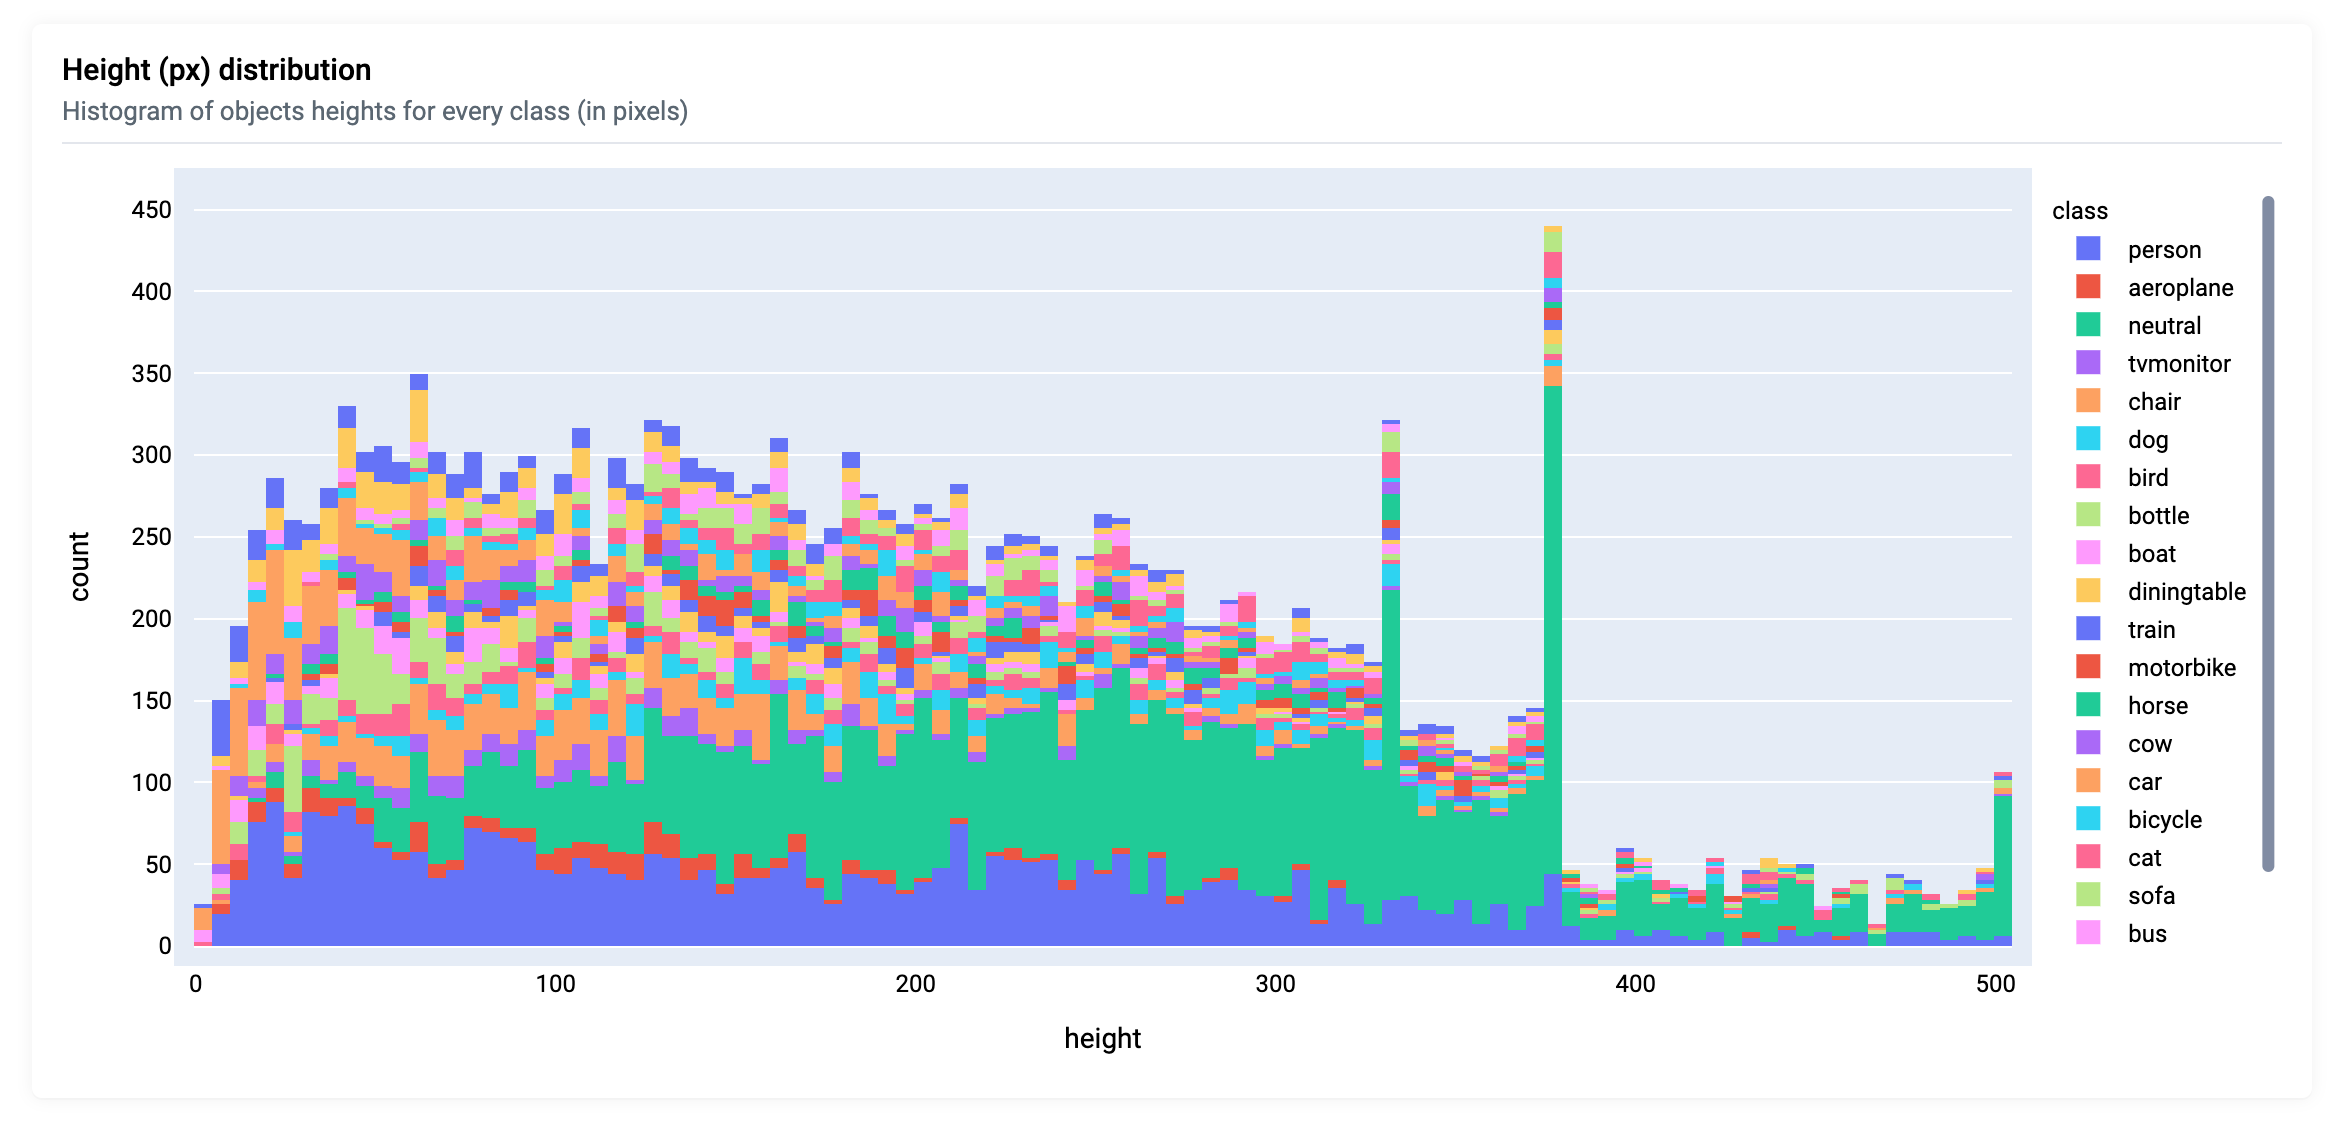 Height (px) distribution
Histogram of objects heights for every class (in pixels)
450
400
350
300
250
200
150
100
50
0
count
0 100 200 300 400 500
height
class
person
aeroplane
neutral
tvmonitor
chair
dog
bird
bottle
boat
diningtable
train
motorbike
horse
cow
car
bicycle
cat
sofa
bus